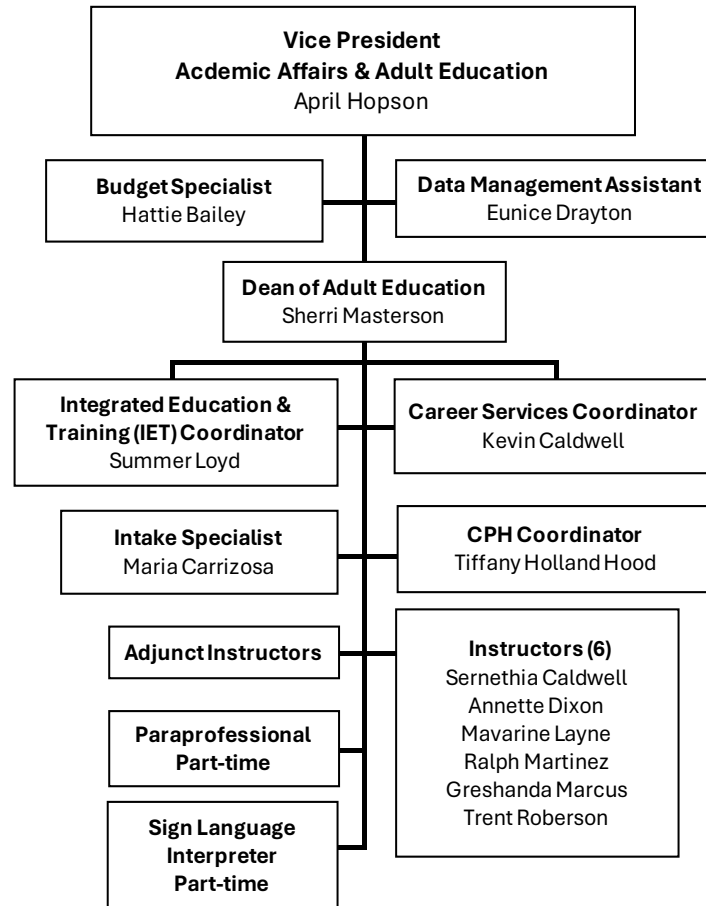 Vice President
Acdemic Affairs & Adult Education
April Hopson
Budget Specialist
Hattie Bailey
Data Management Assistant
Eunice Drayton
Dean of Adult Education
Sherri Masterson
Integrated Education &
Training (IET) Coordinator
Summer Loyd
Career Services Coordinator
Kevin Caldwell
Intake Specialist
Maria Carrizosa
CPH Coordinator
Tiffany Holland Hood
Adjunct Instructors
Instructors (6)
Sernethia Caldwell
Annette Dixon
Mavarine Layne
Ralph Martinez
Greshanda Marcus
Trent Roberson
Paraprofessional
Part-time
Sign Language
Interpreter
Part-time